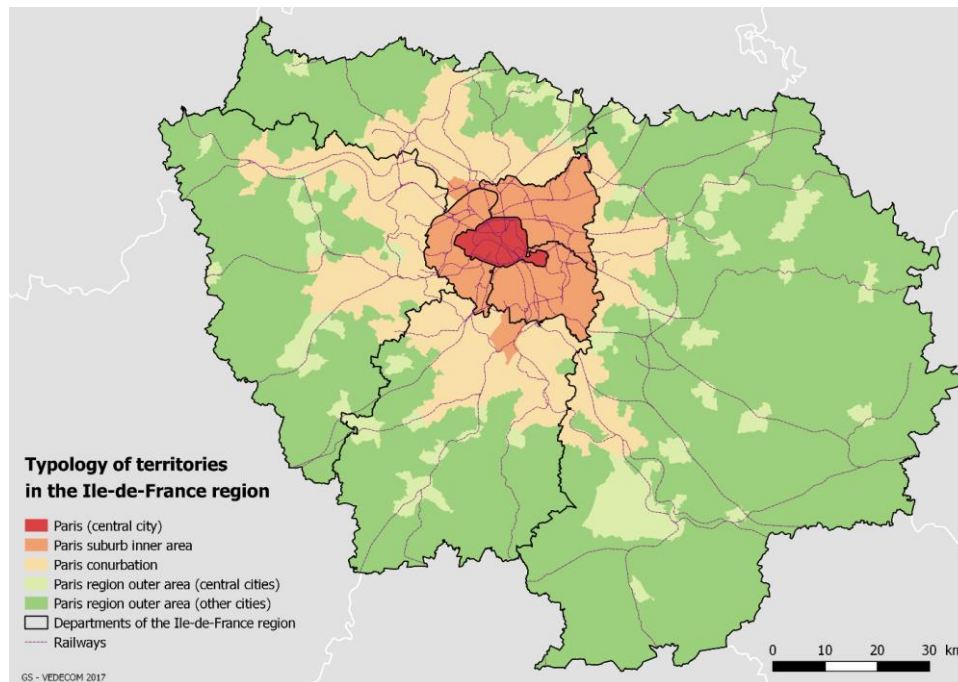 Typology of territories
in the Ile-de-France region
Paris (central city)
Paris suburb inner area
Paris conurbation
Paris region outer area (central cities)
Paris region outer area (other cities)
Departments of the Ile-de-France region
Railways
0 10 20 30 km
GS - VEDECOM 2017